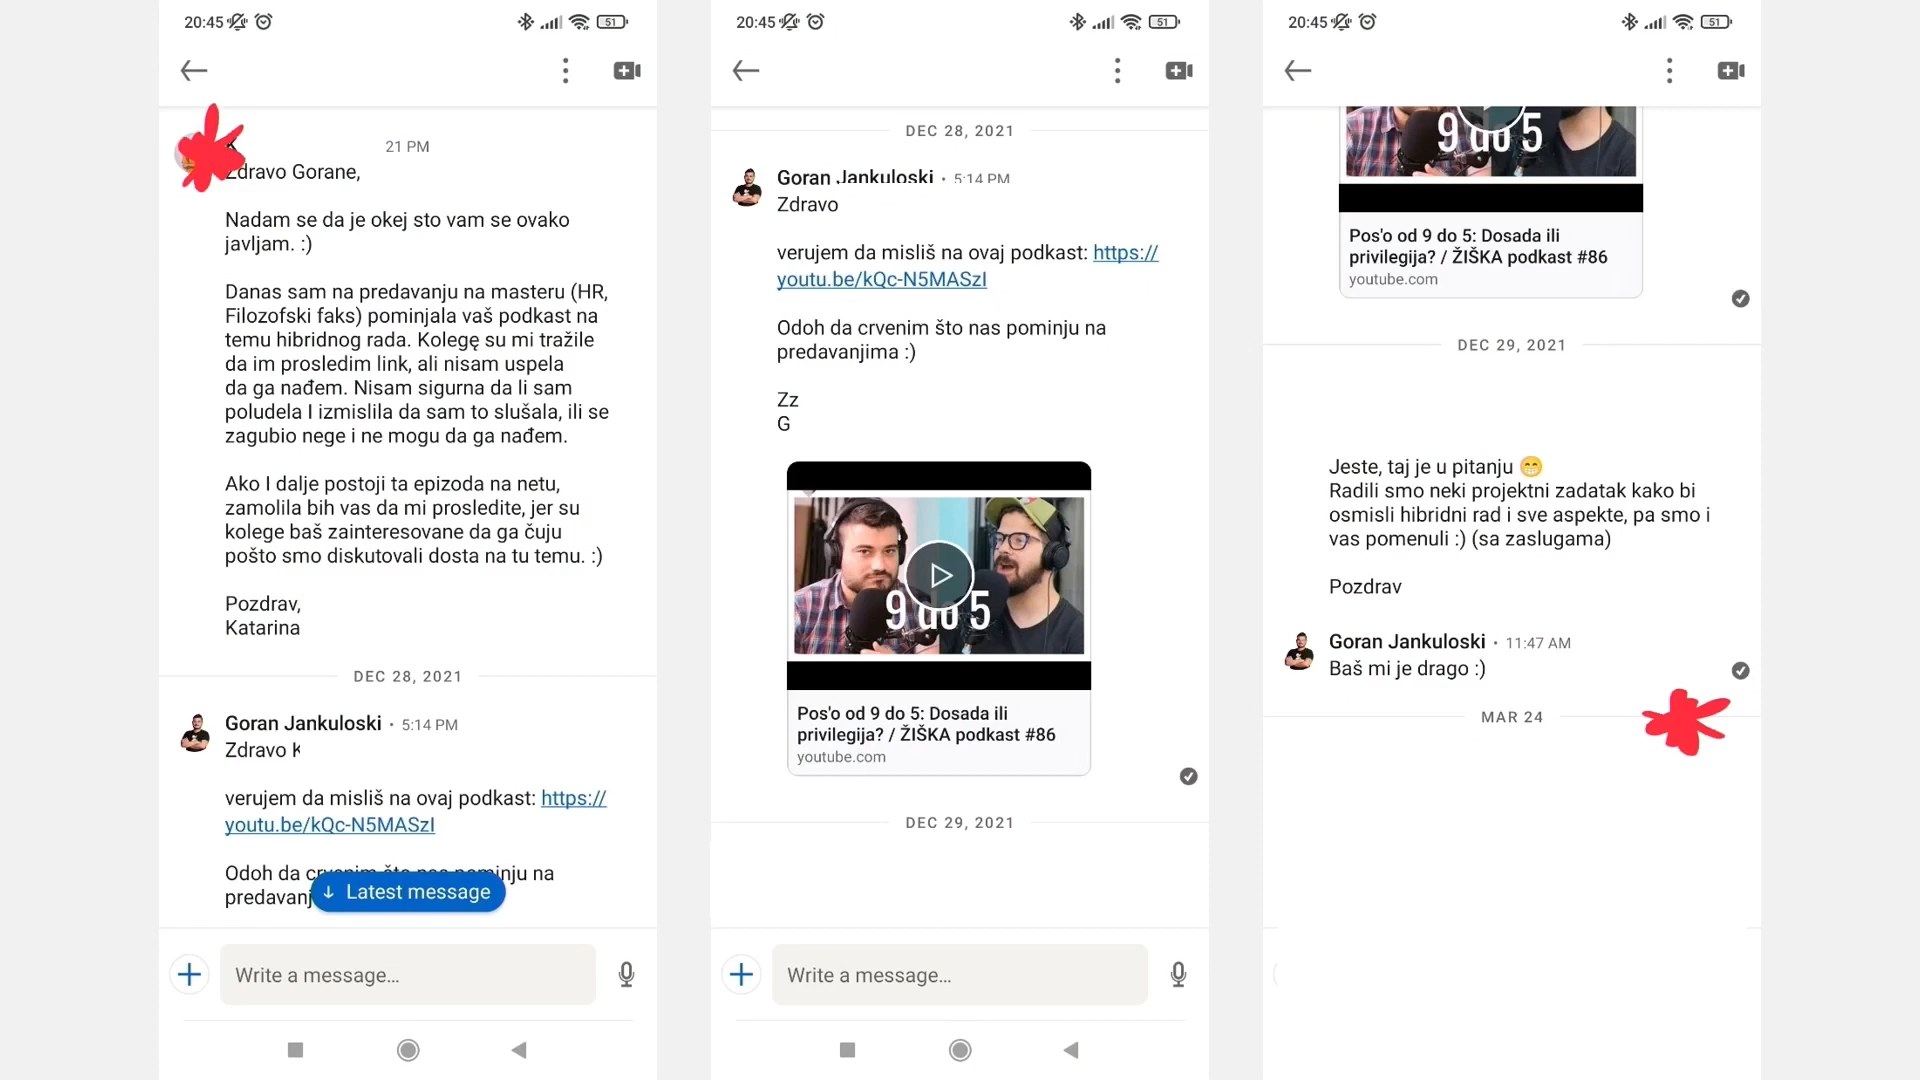 20:45
51
21 PM
Zdravo Gorane,
Nadam se da je okej sto vam se ovako
javljam. :)
Danas sam na predavanju na masteru (HR,
Filozofski faks) pominjala vaš podkast na
temu hibridnog rada. Kolegę su mi tražile
da im prosledim link, ali nisam uspela
da ga nađem. Nisam sigurna da li sam
poludela I izmislila da sam to slušala, ili se
zagubio nege i ne mogu da ga nađem.
Ako I dalje postoji ta epizoda na netu,
zamolila bih vas da mi prosledite, jer su
kolege baš zainteresovane da ga čuju
pošto smo diskutovali dosta na tu temu. :)
Pozdrav,
Katarina
DEC 28, 2021
Goran Jankuloski • 5:14 PM
Zdravo K
verujem da misliš na ovaj podkast: https://
youtu.be/kQc-N5MASzI
Odoh da crvenim što nas pominju na
predavanj
↓ Latest message
Write a message...
20:45
51
DEC 28, 2021
Goran Jankuloski • 5:14 PM
Zdravo
verujem da misliš na ovaj podkast: https://
youtu.be/kQc-N5MASzI
Odoh da crvenim što nas pominju na
predavanjima :)
Zz
G
9 do 5
Pos'o od 9 do 5: Dosada ili
privilegija? / ŽIŠKA podkast #86
youtube.com
DEC 29, 2021
Write a message...
20:45
51
9 do 5
Pos'o od 9 do 5: Dosada ili
privilegija? / ŽIŠKA podkast #86
youtube.com
DEC 29, 2021
Jeste, taj je u pitanju 😁
Radili smo neki projektni zadatak kako bi
osmisli hibridni rad i sve aspekte, pa smo i
vas pomenuli :) (sa zaslugama)
Pozdrav
Goran Jankuloski • 11:47 AM
Baš mi je drago :)
MAR 24